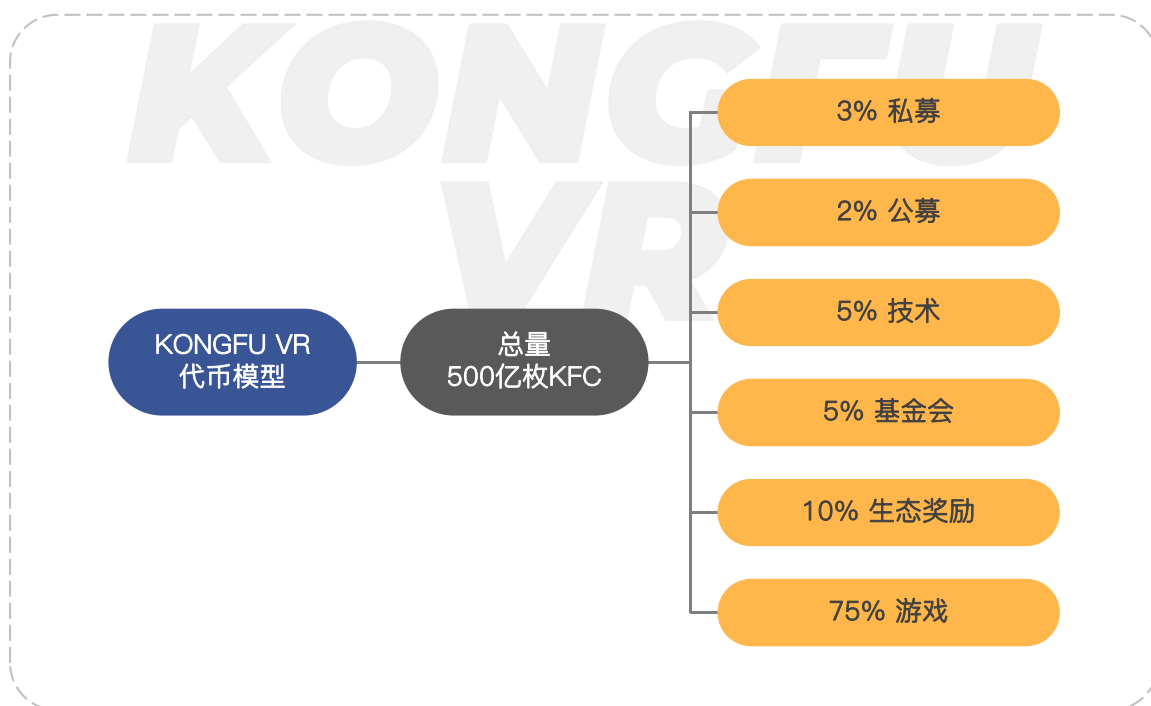 KONGFU
VR
KONGFU VR
代币模型
总量
500亿枚KFC
3% 私募
2% 公募
5% 技术
5% 基金会
10% 生态奖励
75% 游戏